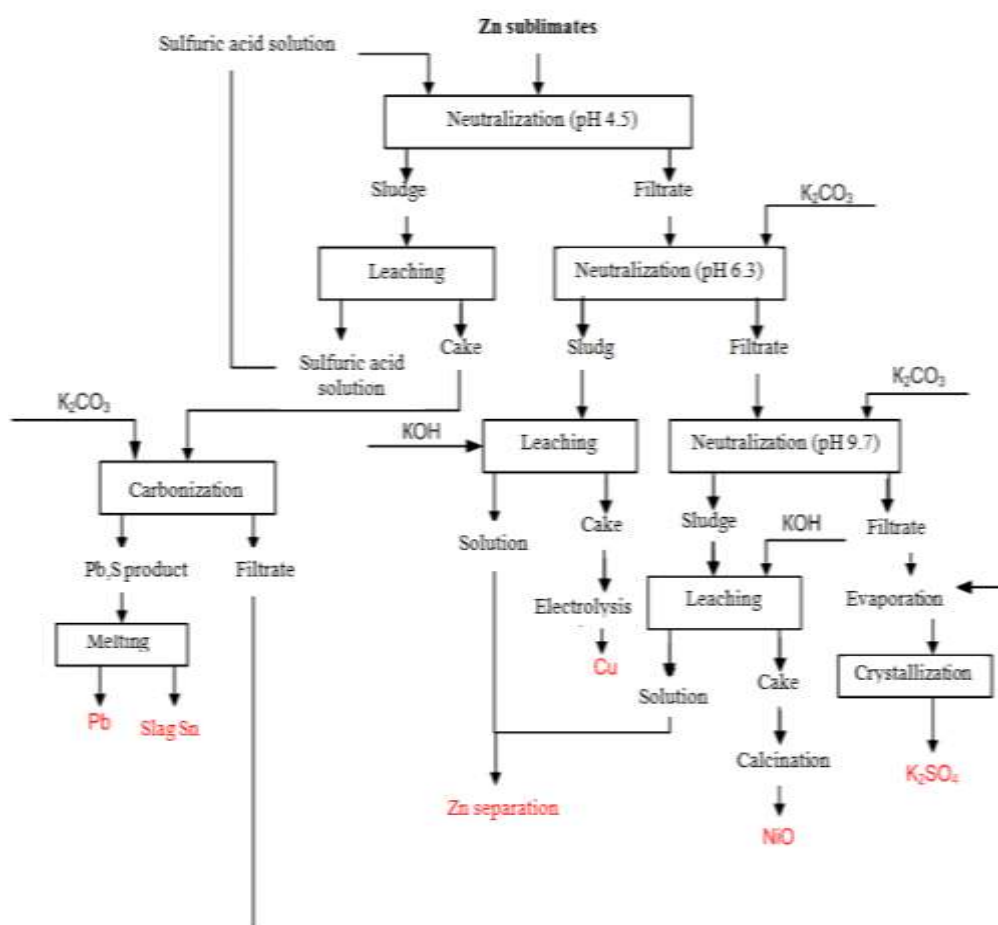 Zn sublimates
Sulfuric acid solution
Neutralization (pH 4.5)
Sludge
Filtrate
K₂CO₃
Leaching
Neutralization (pH 6.3)
Cake
Sludg
Filtrate
Sulfuric acid
solution
K₂CO₃
K₂CO₃
KOH
Leaching
Neutralization (pH 9.7)
Carbonization
Solution
Cake
Sludge
KOH
Filtrate
Pb,S product
Filtrate
Electrolysis
Leaching
Evaporation
Melting
Cu
Solution
Cake
Crystallization
Pb
Slag Sn
Calcination
K₂SO₄
Zn separation
NiO